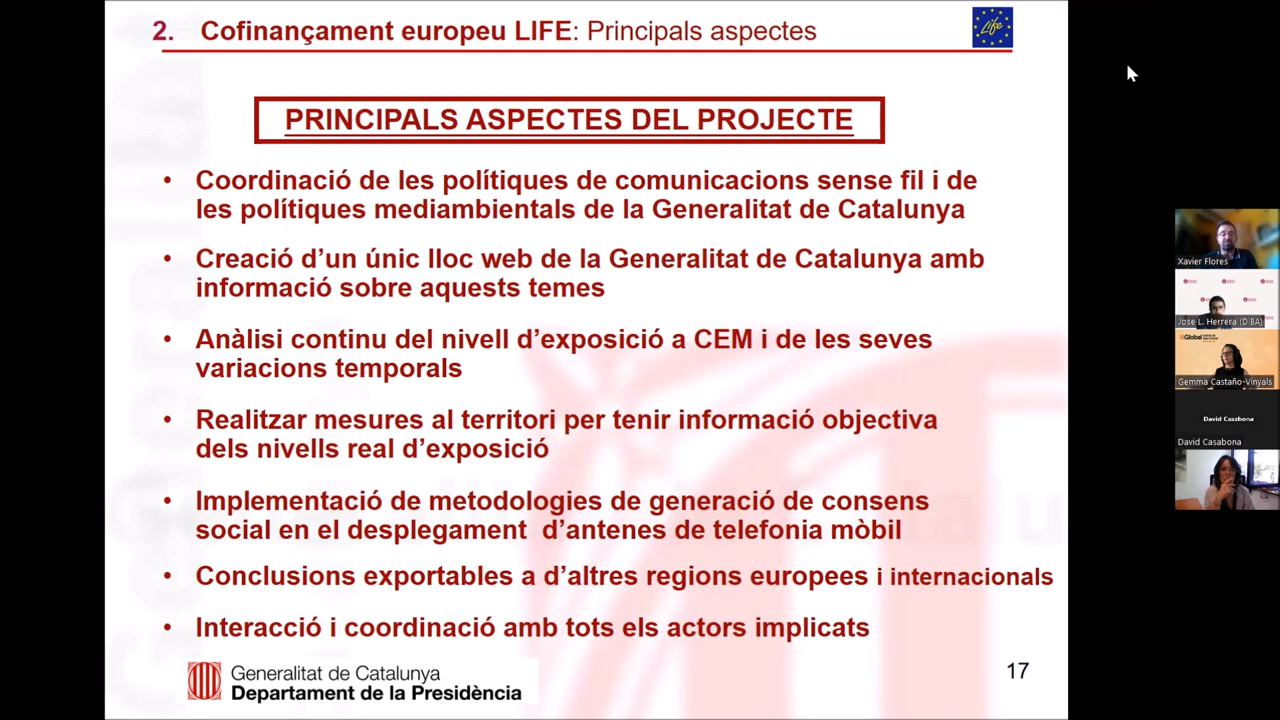 2. Cofinançament europeu LIFE: Principals aspectes
Life
PRINCIPALS ASPECTES DEL PROJECTE
• Coordinació de les polítiques de comunicacions sense fil i de
les polítiques mediambientals de la Generalitat de Catalunya
• Creació d’un únic lloc web de la Generalitat de Catalunya amb
informació sobre aquests temes
• Anàlisi continu del nivell d’exposició a CEM i de les seves
variacions temporals
• Realitzar mesures al territori per tenir informació objectiva
dels nivells real d’exposició
• Implementació de metodologies de generació de consens
social en el desplegament d’antenes de telefonia mòbil
• Conclusions exportables a d’altres regions europees i internacionals
• Interacció i coordinació amb tots els actors implicats
Generalitat de Catalunya
Departament de la Presidència
17
Xavier Flores
Jose L. Herrera (DIBA)
ISGlobal
Gemma Castaño-Vinyals
David Casabona
David Casabona